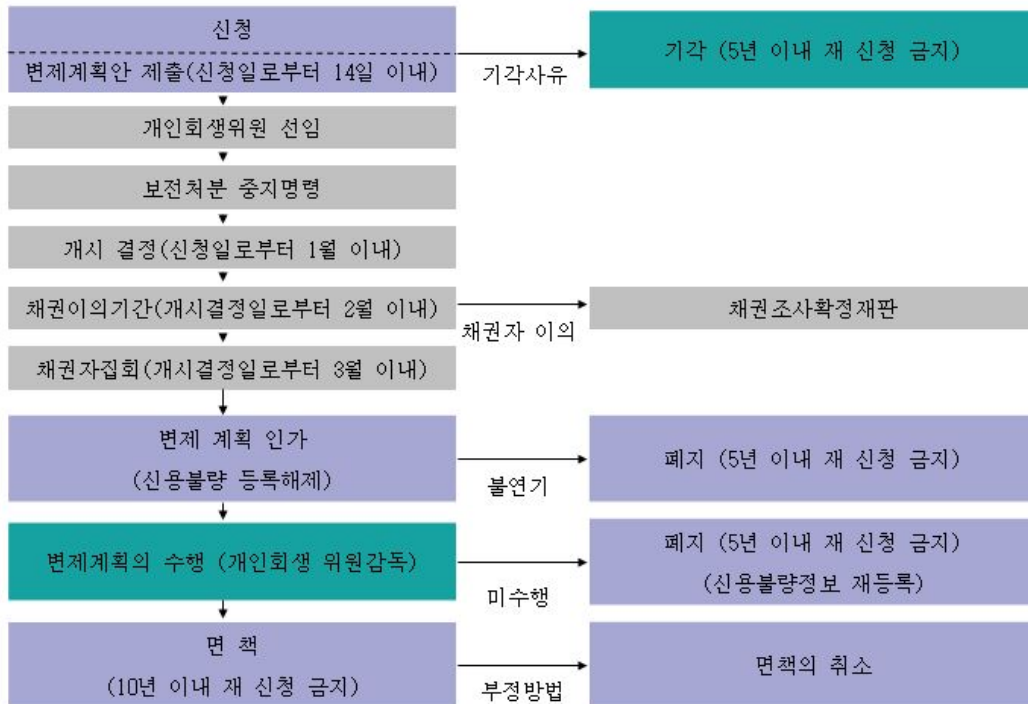 신청
변제계획안 제출(신청일로부터 14일 이내)
기각사유
기각 (5년 이내 재 신청 금지)
개인회생위원 선임
보전처분 중지명령
개시 결정(신청일로부터 1월 이내)
채권이의기간(개시결정일로부터 2월 이내)
채권자 이의
채권조사확정재판
채권자집회(개시결정일로부터 3월 이내)
변제 계획 인가
(신용불량 등록해제)
불연기
폐지 (5년 이내 재 신청 금지)
변제계획의 수행 (개인회생 위원감독)
미수행
폐지 (5년 이내 재 신청 금지)
(신용불량정보 재등록)
면 책
(10년 이내 재 신청 금지)
부정방법
면책의 취소